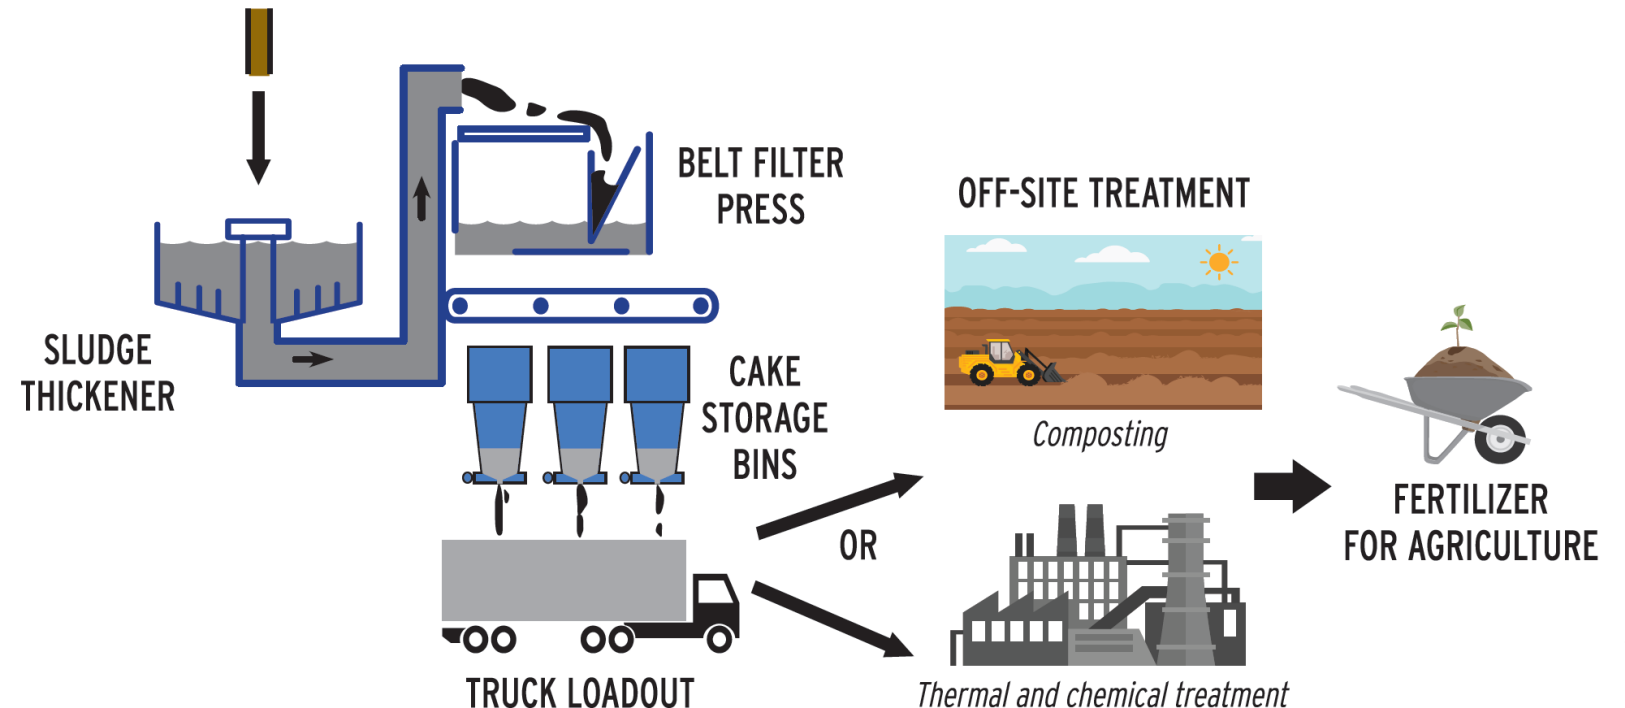 SLUDGE
THICKENER
BELT FILTER
PRESS
CAKE
STORAGE
BINS
TRUCK LOADOUT
OR
OFF-SITE TREATMENT
Composting
Thermal and chemical treatment
FERTILIZER
FOR AGRICULTURE